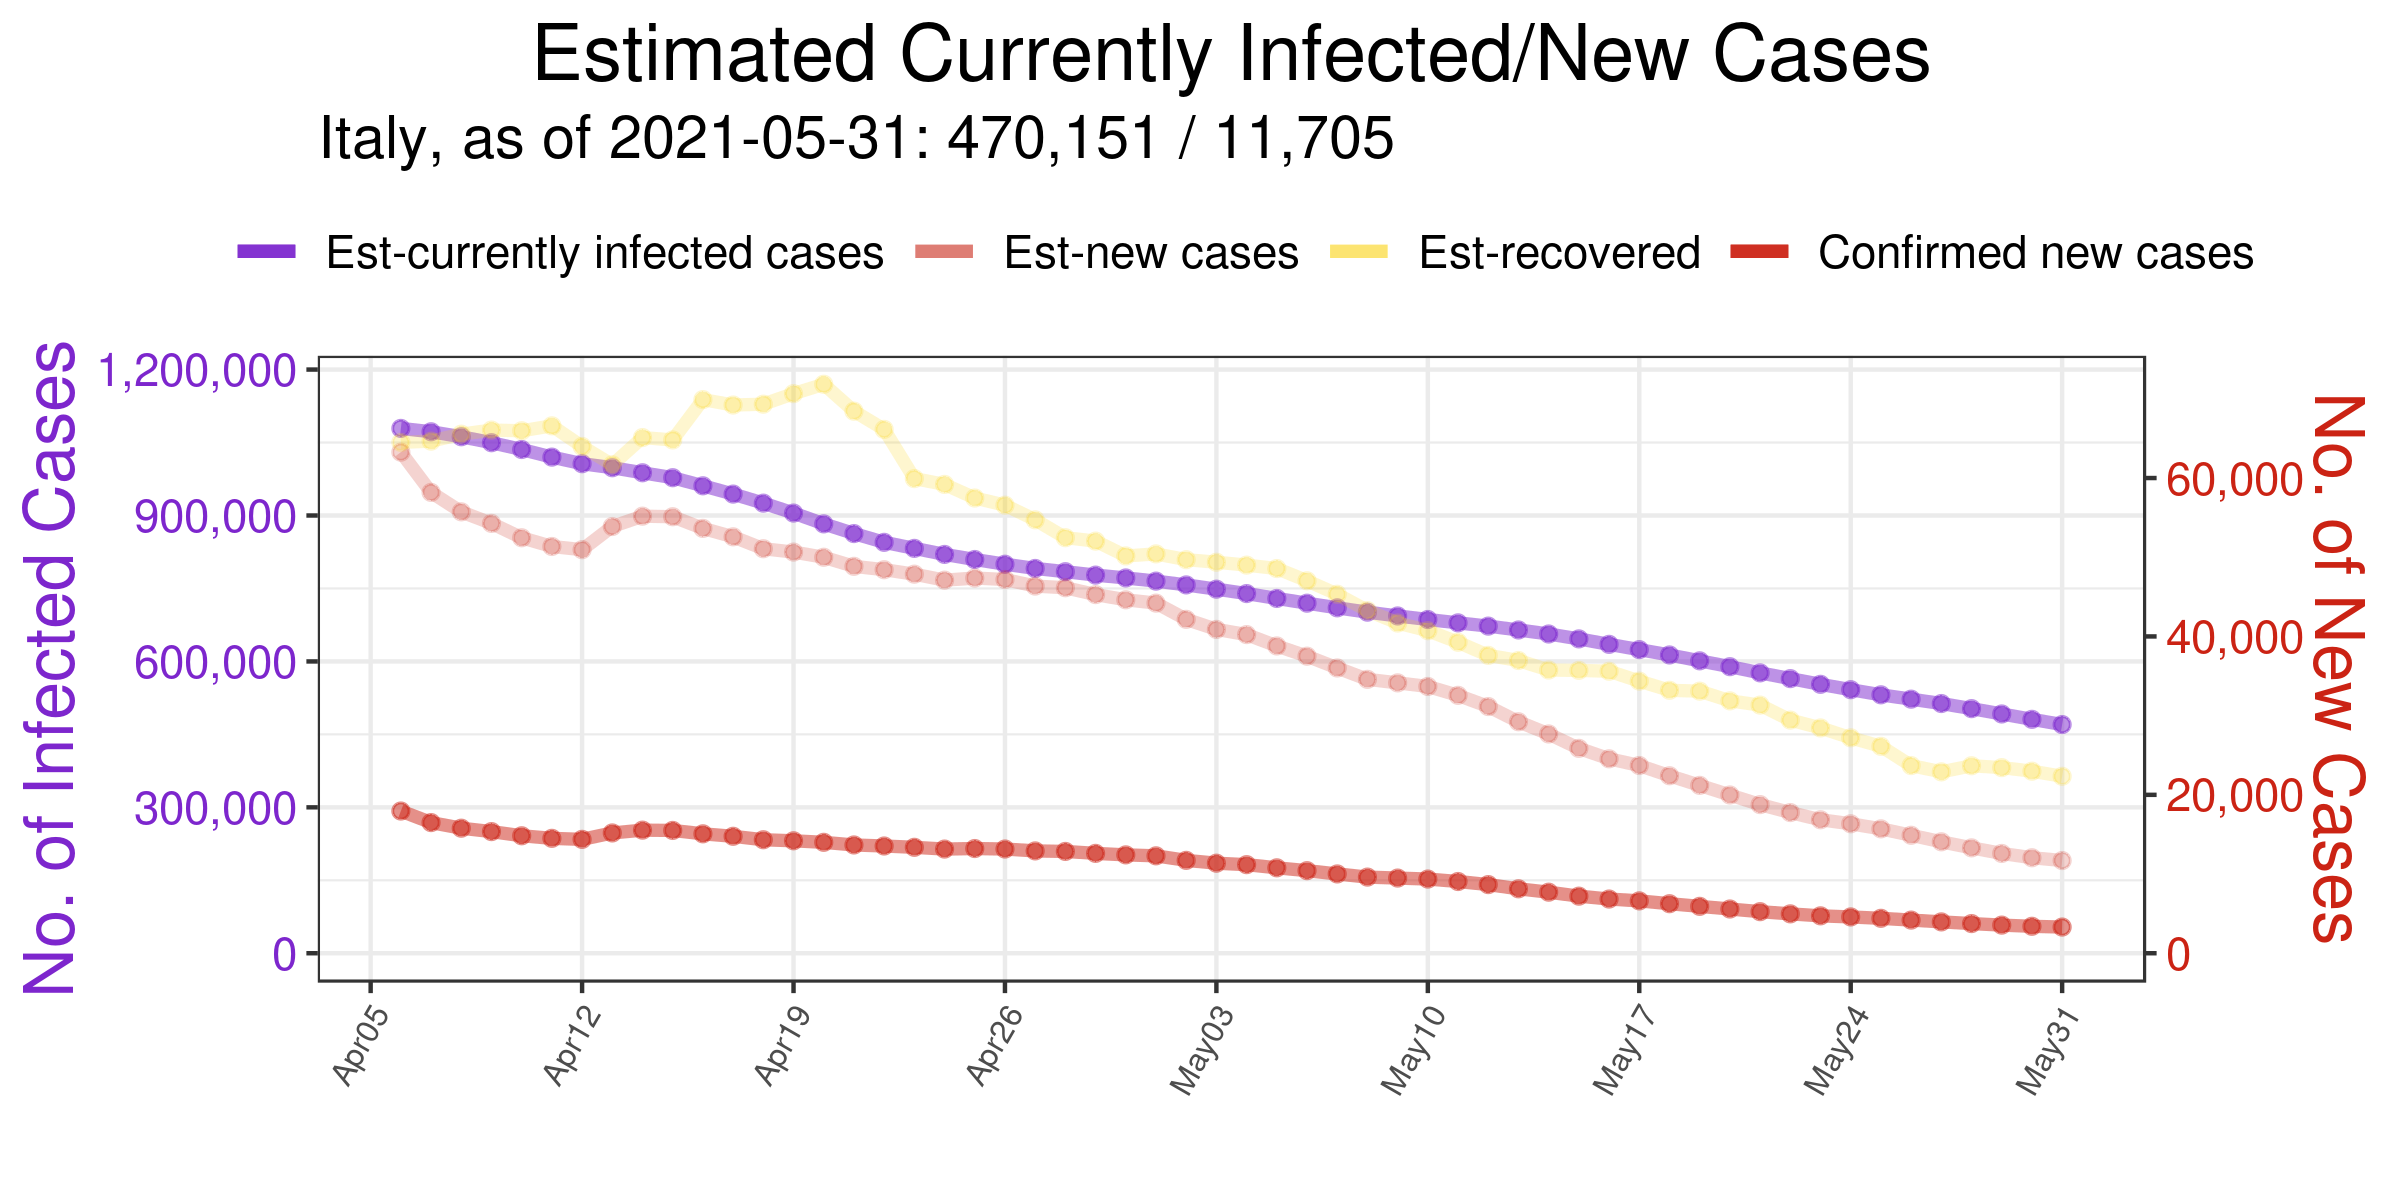 Estimated Currently Infected/New Cases
Italy, as of 2021-05-31: 470,151 / 11,705
Est-currently infected cases
Est-new cases
Est-recovered
Confirmed new cases
No. of Infected Cases
1,200,000
900,000
600,000
300,000
0
60,000
40,000
20,000
0
No. of New Cases
Apr05
Apr12
Apr19
Apr26
May03
May10
May17
May24
May31